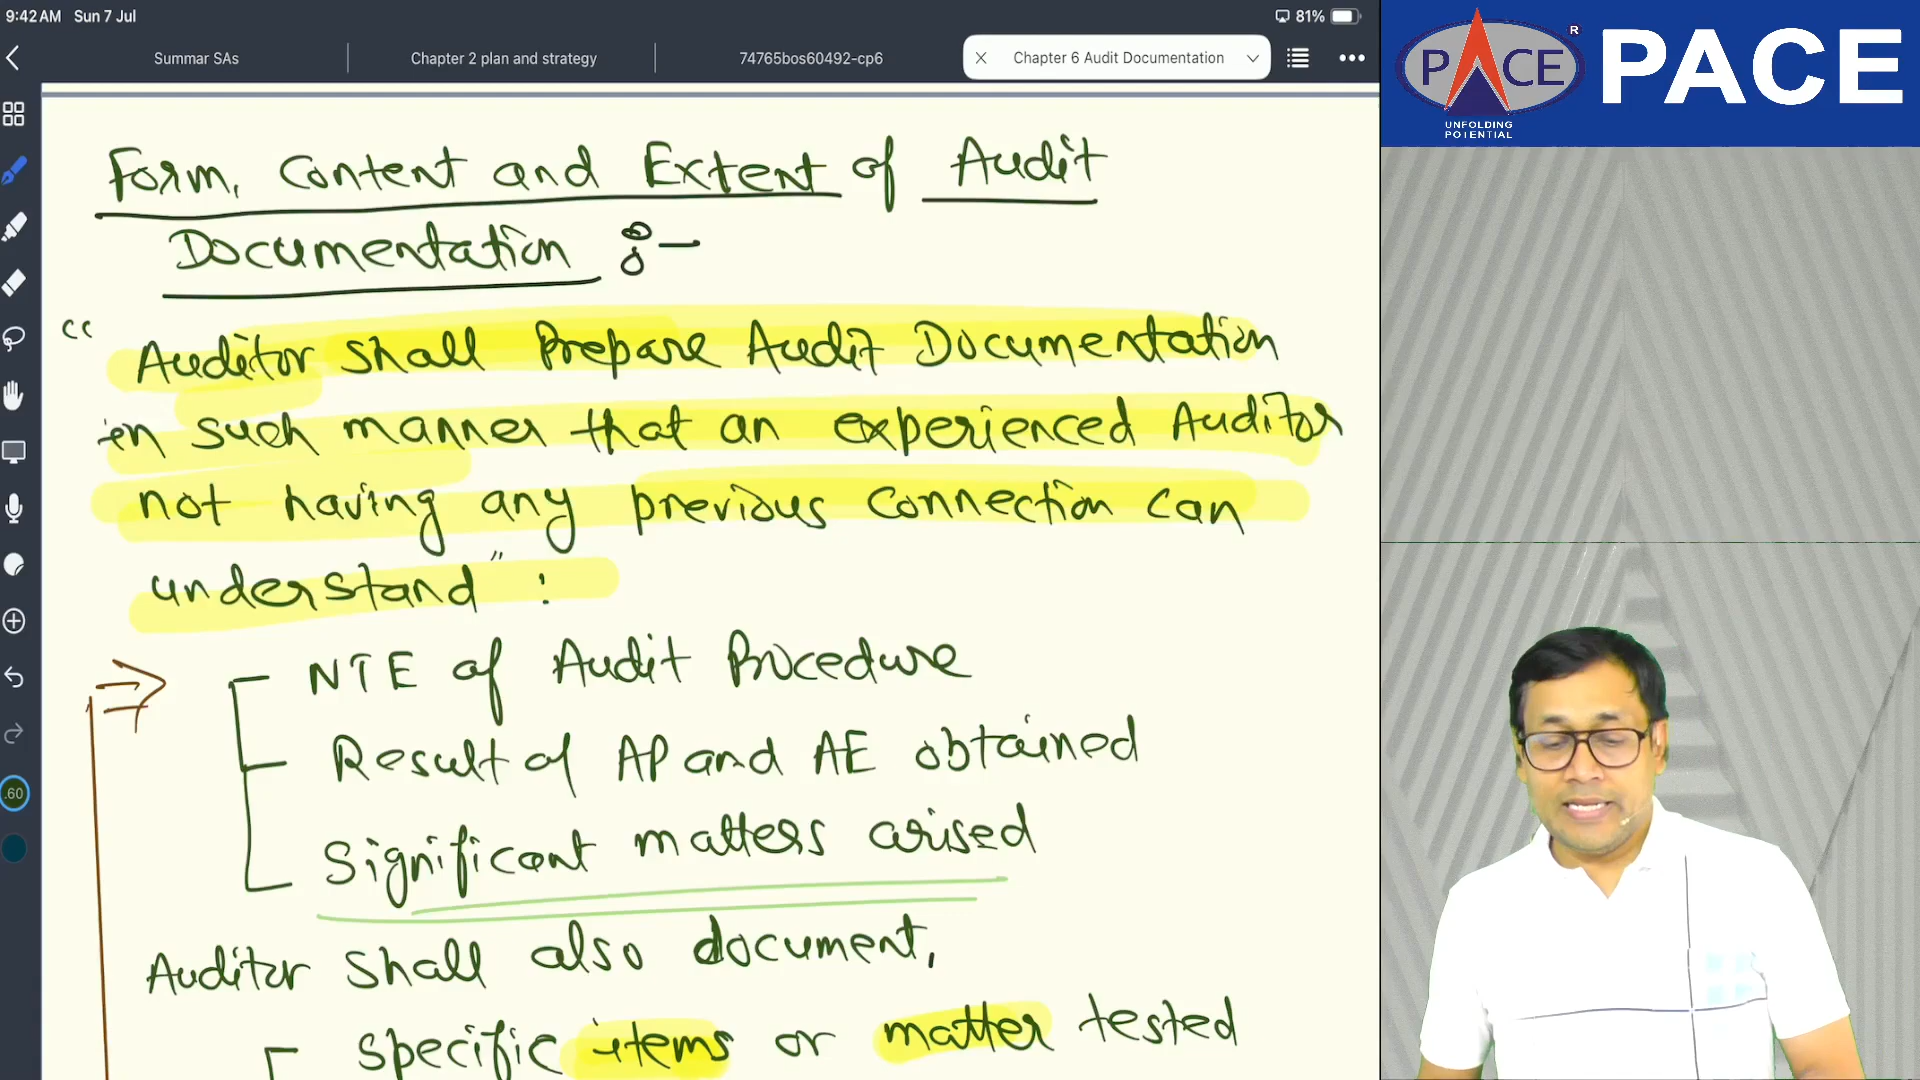 9:42 AM Sun 7 Jul
81%
Summar SAs
Chapter 2 plan and strategy
74765bos60492-cp6
Chapter 6 Audit Documentation
PACE
UNFOLDING
POTENTIAL
R
PACE
Form, Content and Extent of Audit
Documentation :-
"Auditor shall Prepare Audit Documentation
in such manner that an experienced Auditor
not having any previous Connection can
understand" :
NTE of Audit Procedure
Result of AP and AE obtained
Significant matters arised
Auditor shall also document,
specific items or matter tested
.60